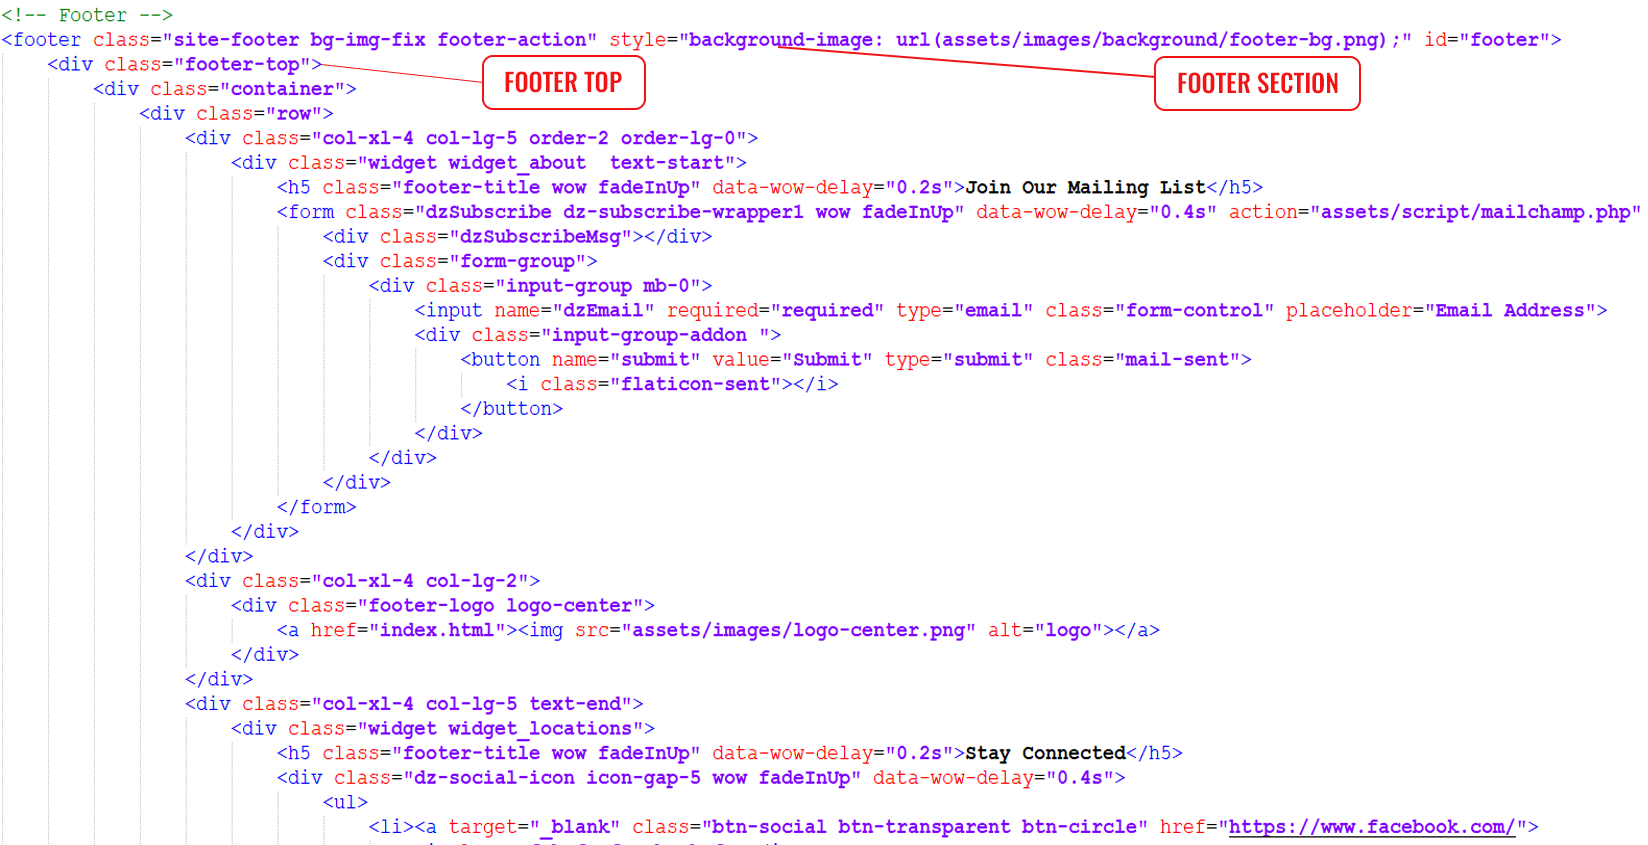 <!-- Footer -->
<footer class="site-footer bg-img-fix footer-action" style="background-image: url(assets/images/background/footer-bg.png);" id="footer">
<div class="footer-top">
FOOTER TOP
FOOTER SECTION
<div class="container">
<div class="row">
<div class="col-xl-4 col-lg-5 order-2 order-lg-0">
<div class="widget widget_about  text-start">
<h5 class="footer-title wow fadeInUp" data-wow-delay="0.2s">Join Our Mailing List</h5>
<form class="dzSubscribe dz-subscribe-wrapper1 wow fadeInUp" data-wow-delay="0.4s" action="assets/script/mailchamp.php"
<div class="dzSubscribeMsg"></div>
<div class="form-group">
<div class="input-group mb-0">
<input name="dzEmail" required="required" type="email" class="form-control" placeholder="Email Address">
<div class="input-group-addon ">
<button name="submit" value="Submit" type="submit" class="mail-sent">
<i class="flaticon-sent"></i>
</button>
</div>
</div>
</div>
</form>
</div>
</div>
<div class="col-xl-4 col-lg-2">
<div class="footer-logo logo-center">
<a href="index.html"><img src="assets/images/logo-center.png" alt="logo"></a>
</div>
</div>
<div class="col-xl-4 col-lg-5 text-end">
<div class="widget widget_locations">
<h5 class="footer-title wow fadeInUp" data-wow-delay="0.2s">Stay Connected</h5>
<div class="dz-social-icon icon-gap-5 wow fadeInUp" data-wow-delay="0.4s">
<ul>
<li><a target="_blank" class="btn-social btn-transparent btn-circle" href="https://www.facebook.com/">